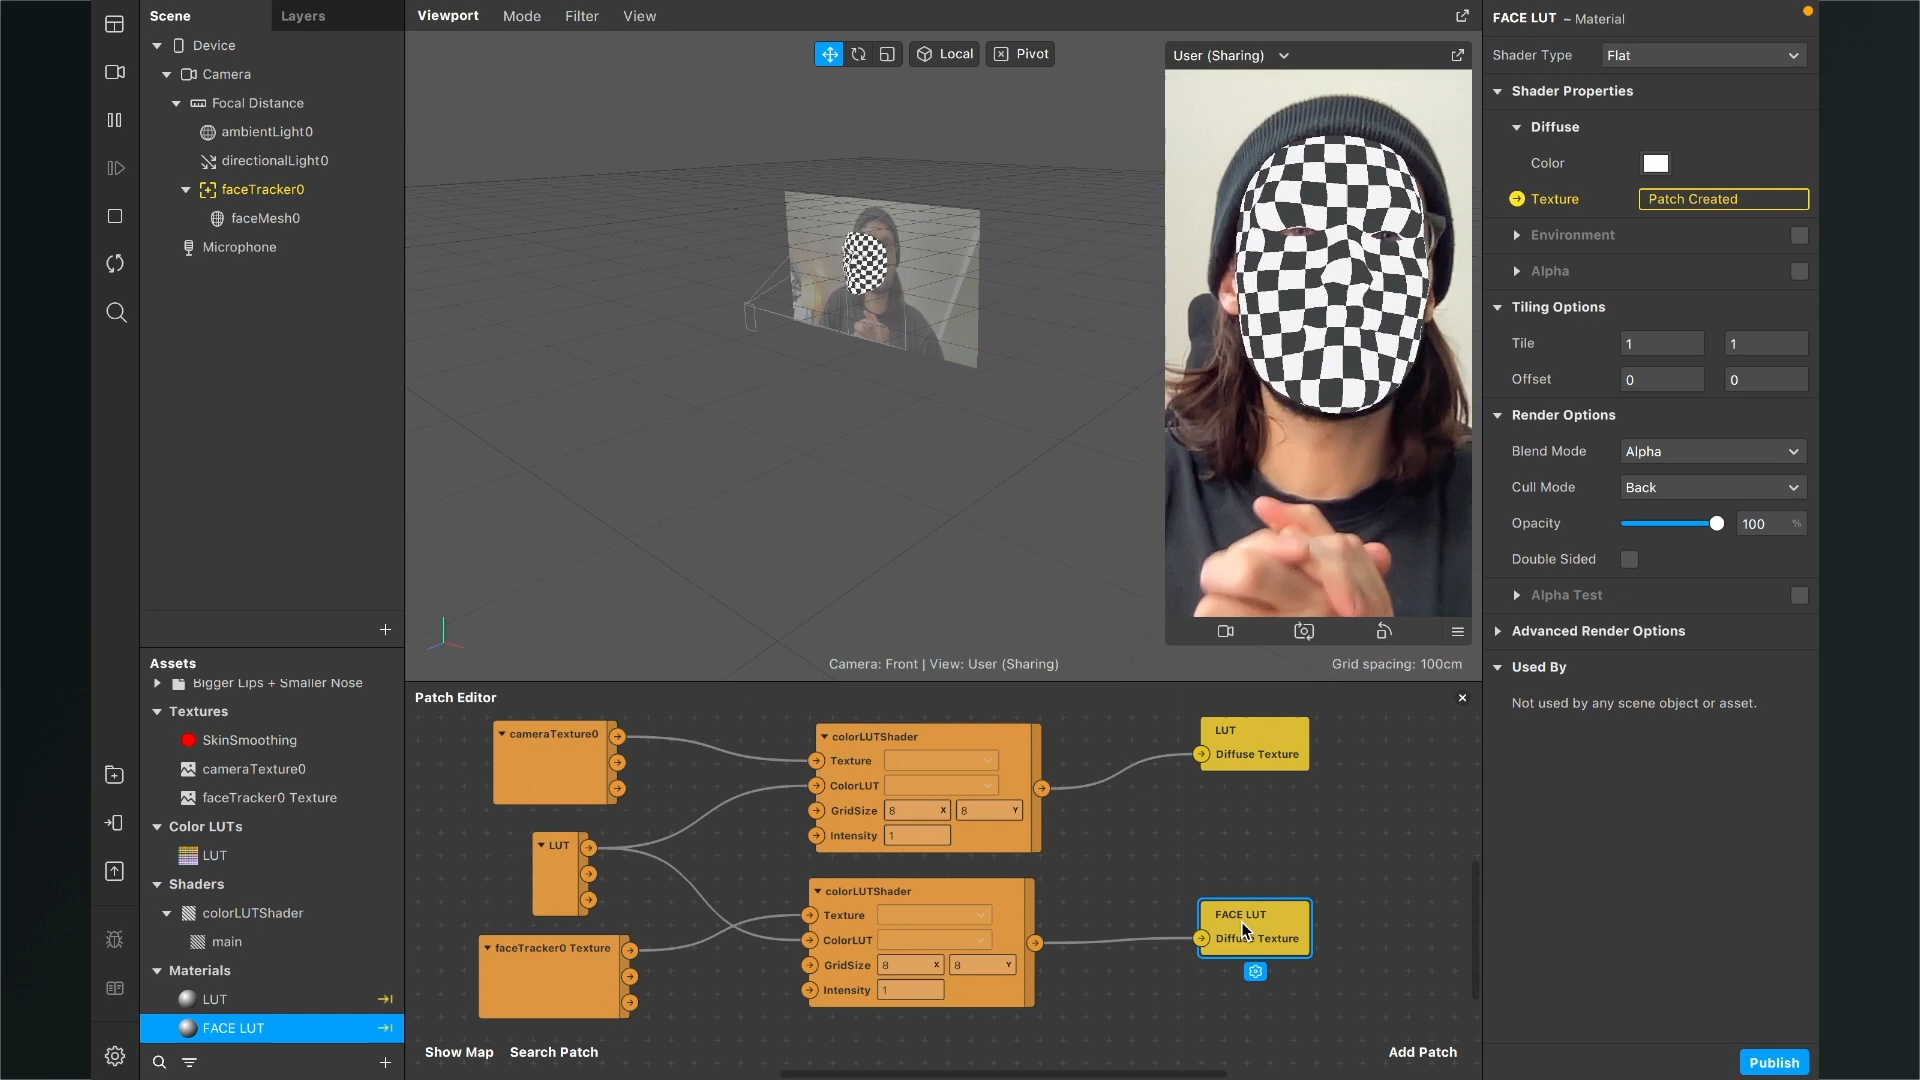 Scene
Layers
Device
Camera
Focal Distance
ambientLight0
directionalLight0
faceTracker0
faceMesh0
Microphone
Assets
Bigger Lips + Smaller Nose
Textures
SkinSmoothing
cameraTexture0
faceTracker0 Texture
Color LUTs
LUT
Shaders
colorLUTShader
main
Materials
LUT
FACE LUT
Viewport Mode Filter View
Local
Pivot
User (Sharing)
Camera: Front | View: User (Sharing)
Grid spacing: 100cm
Patch Editor
cameraTexture0
LUT
faceTracker0 Texture
colorLUTShader
Texture
ColorLUT
GridSize 8 X 8 Y
Intensity 1
colorLUTShader
Texture
ColorLUT
GridSize 8 X 8 Y
Intensity 1
LUT
Diffuse Texture
FACE LUT
Diffuse Texture
Show Map
Search Patch
Add Patch
FACE LUT – Material
Shader Type Flat
Shader Properties
Diffuse
Color
Texture Patch Created
Environment
Alpha
Tiling Options
Tile 1 1
Offset 0 0
Render Options
Blend Mode Alpha
Cull Mode Back
Opacity 100 %
Double Sided
Alpha Test
Advanced Render Options
Used By
Not used by any scene object or asset.
Publish